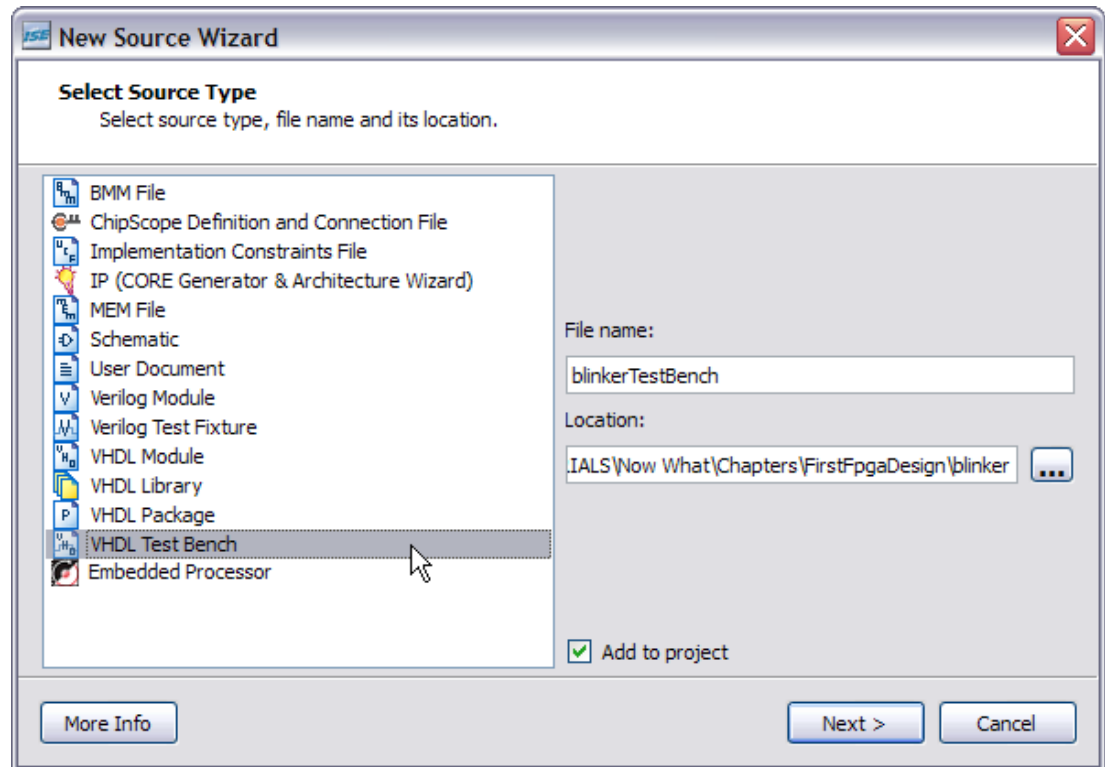 ISE New Source Wizard
Select Source Type
Select source type, file name and its location.
BMM File
ChipScope Definition and Connection File
Implementation Constraints File
IP (CORE Generator & Architecture Wizard)
MEM File
Schematic
User Document
Verilog Module
Verilog Test Fixture
VHDL Module
VHDL Library
VHDL Package
VHDL Test Bench
Embedded Processor
File name:
blinkerTestBench
Location:
.IALS\Now What\Chapters\FirstFpgaDesign\blinker
...
Add to project
More Info
Next >
Cancel